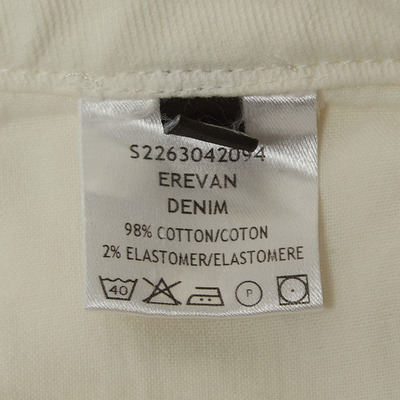 S2263042094
EREVAN
DENIM
98% COTTON/COTON
2% ELASTOMER/ELASTOMERE
40 P